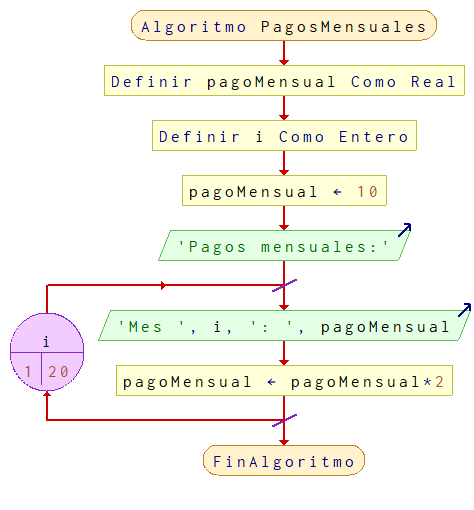 Algoritmo PagosMensuales
Definir pagoMensual Como Real
Definir i Como Entero
pagoMensual ← 10
'Pagos mensuales:'
'Mes ', i, ': ', pagoMensual
i
1 20
pagoMensual ← pagoMensual*2
FinAlgoritmo